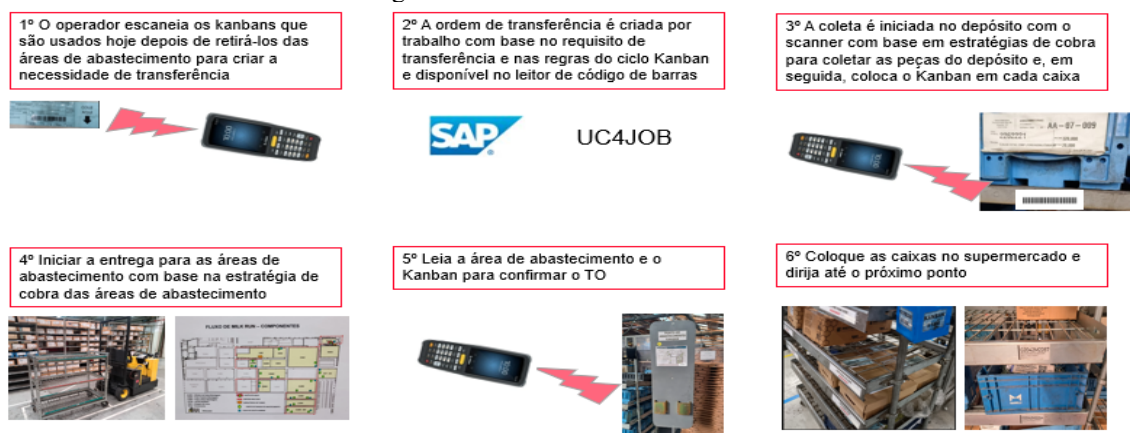 1º O operador escaneia os kanbans que
são usados hoje depois de retirá-los das
áreas de abastecimento para criar a
necessidade de transferência
2º A ordem de transferência é criada por
trabalho com base no requisito de
transferência e nas regras do ciclo Kanban
e disponível no leitor de código de barras
3º A coleta é iniciada no depósito com o
scanner com base em estratégias de cobra
para coletar as peças do depósito e, em
seguida, coloca o Kanban em cada caixa
10:00
SAP
UC4JOB
10:00
AA-07-009
4º Iniciar a entrega para as áreas de
abastecimento com base na estratégia de
cobra das áreas de abastecimento
5º Leia a área de abastecimento e o
Kanban para confirmar o TO
6º Coloque as caixas no supermercado e
dirija até o próximo ponto
FLUXO DE MILK RUN - COMPONENTES